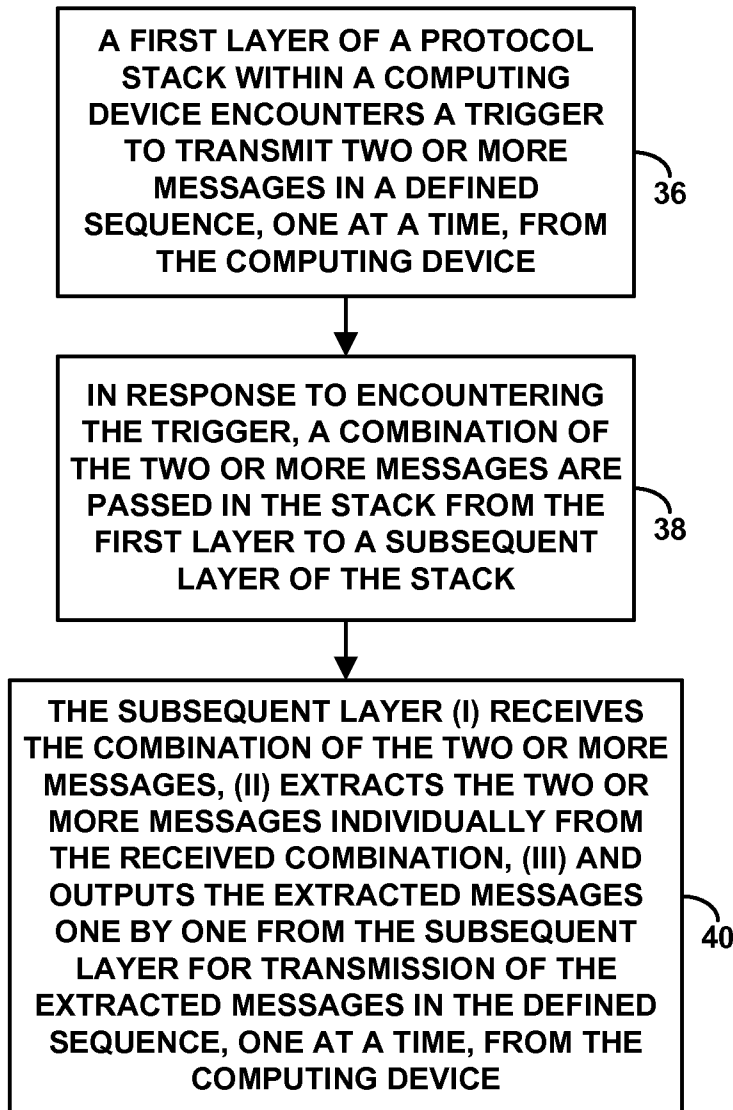 A FIRST LAYER OF A PROTOCOL
STACK WITHIN A COMPUTING
DEVICE ENCOUNTERS A TRIGGER
TO TRANSMIT TWO OR MORE
MESSAGES IN A DEFINED
SEQUENCE, ONE AT A TIME, FROM
THE COMPUTING DEVICE
36
IN RESPONSE TO ENCOUNTERING
THE TRIGGER, A COMBINATION OF
THE TWO OR MORE MESSAGES ARE
PASSED IN THE STACK FROM THE
FIRST LAYER TO A SUBSEQUENT
LAYER OF THE STACK
38
THE SUBSEQUENT LAYER (I) RECEIVES
THE COMBINATION OF THE TWO OR MORE
MESSAGES, (II) EXTRACTS THE TWO OR
MORE MESSAGES INDIVIDUALLY FROM
THE RECEIVED COMBINATION, (III) AND
OUTPUTS THE EXTRACTED MESSAGES
ONE BY ONE FROM THE SUBSEQUENT
LAYER FOR TRANSMISSION OF THE
EXTRACTED MESSAGES IN THE DEFINED
SEQUENCE, ONE AT A TIME, FROM THE
COMPUTING DEVICE
40